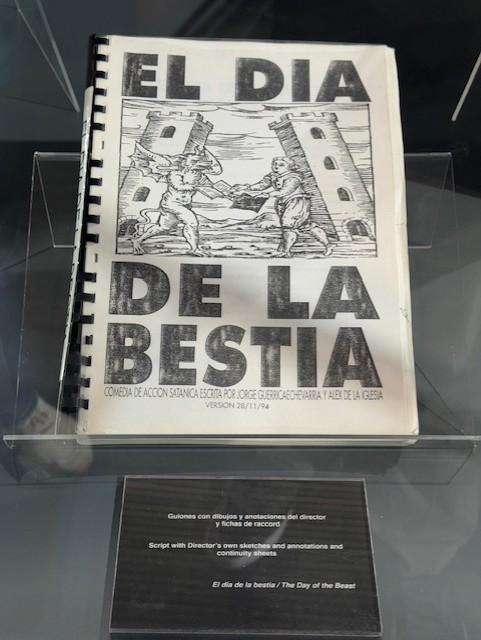 EL DIA
DE LA
BESTIA
COMEDIA DE ACCION SATANICA ESCRITA POR JORGE GUERRICAECHEVARRIA Y ALEX DE LA IGLESIA
VERSIÓN 28/11/94
Guiones con dibujos y anotaciones del director
y fichas de raccord
Script with Director's own sketches and annotations and
continuity sheets
El día de la bestia / The Day of the Beast